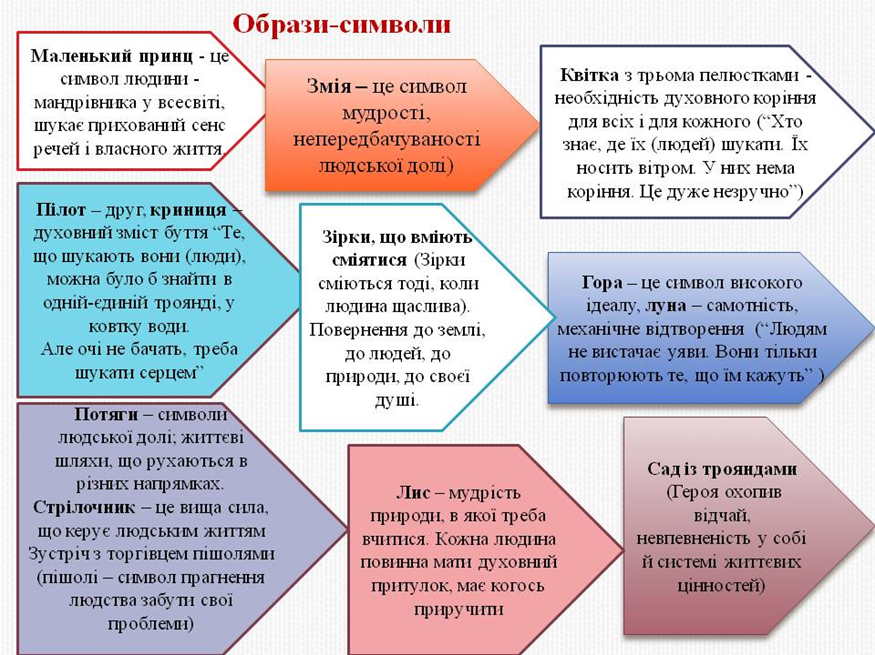 Образи-символи
Маленький принц - це
символ людини -
мандрівника у всесвіті,
шукає прихований сенс
речей і власного життя.
Змія – це символ
мудрості,
непередбачуваності
людської долі)
Квітка з трьома пелюстками -
необхідність духовного коріння
для всіх і для кожного (“Хто
знає, де їх (людей) шукати. Їх
носить вітром. У них нема
коріння. Це дуже незручно”)
Пілот – друг, криниця –
духовний зміст буття “Те,
що шукають вони (люди),
можна було б знайти в
одній-єдиній троянді, у
ковтку води.
Але очі не бачать, треба
шукати серцем”
Зірки, що вміють
сміятися (Зірки
сміються тоді, коли
людина щаслива).
Повернення до землі,
до людей, до
природи, до своєї
душі.
Гора – це символ високого
ідеалу, луна – самотність,
механічне відтворення (“Людям
не вистачає уяви. Вони тільки
повторюють те, що їм кажуть” )
Потяги – символи
людської долі; життєві
шляхи, що рухаються в
різних напрямках.
Стрілочник – це вища сила,
що керує людським життям
Зустріч з торгівцем пішолями
(пішолі – символ прагнення
людства забути свої
проблеми)
Лис – мудрість
природи, в якої треба
вчитися. Кожна людина
повинна мати духовний
притулок, має когось
приручити
Сад із трояндами
(Героя охопив
відчай,
невпевненість у собі
й системі життєвих
цінностей)